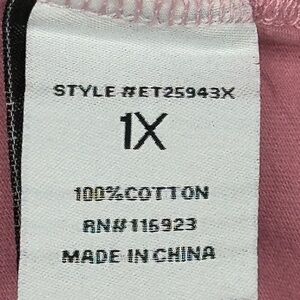 STYLE #ET25943X
1X
100%COTTON
RN#116923
MADE IN CHINA